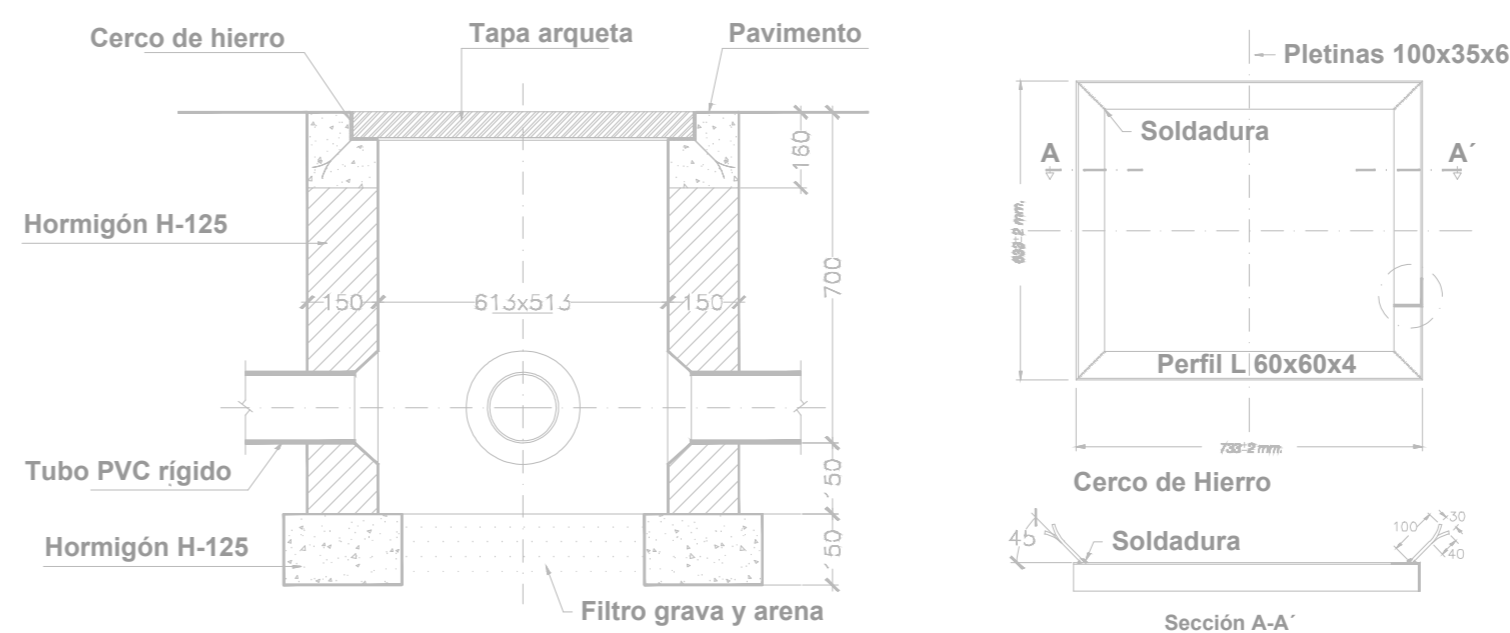 Cerco de hierro
Tapa arqueta
Pavimento
160
Hormigón H-125
700
150
613x513
150
Tubo PVC rígido
150
Hormigón H-125
150
Filtro grava y arena
Pletinas 100x35x6
Soldadura
A
A´
Perfil L 60x60x4
733±2 mm.
Cerco de Hierro
45
Soldadura
100
30
40
Sección A-A´